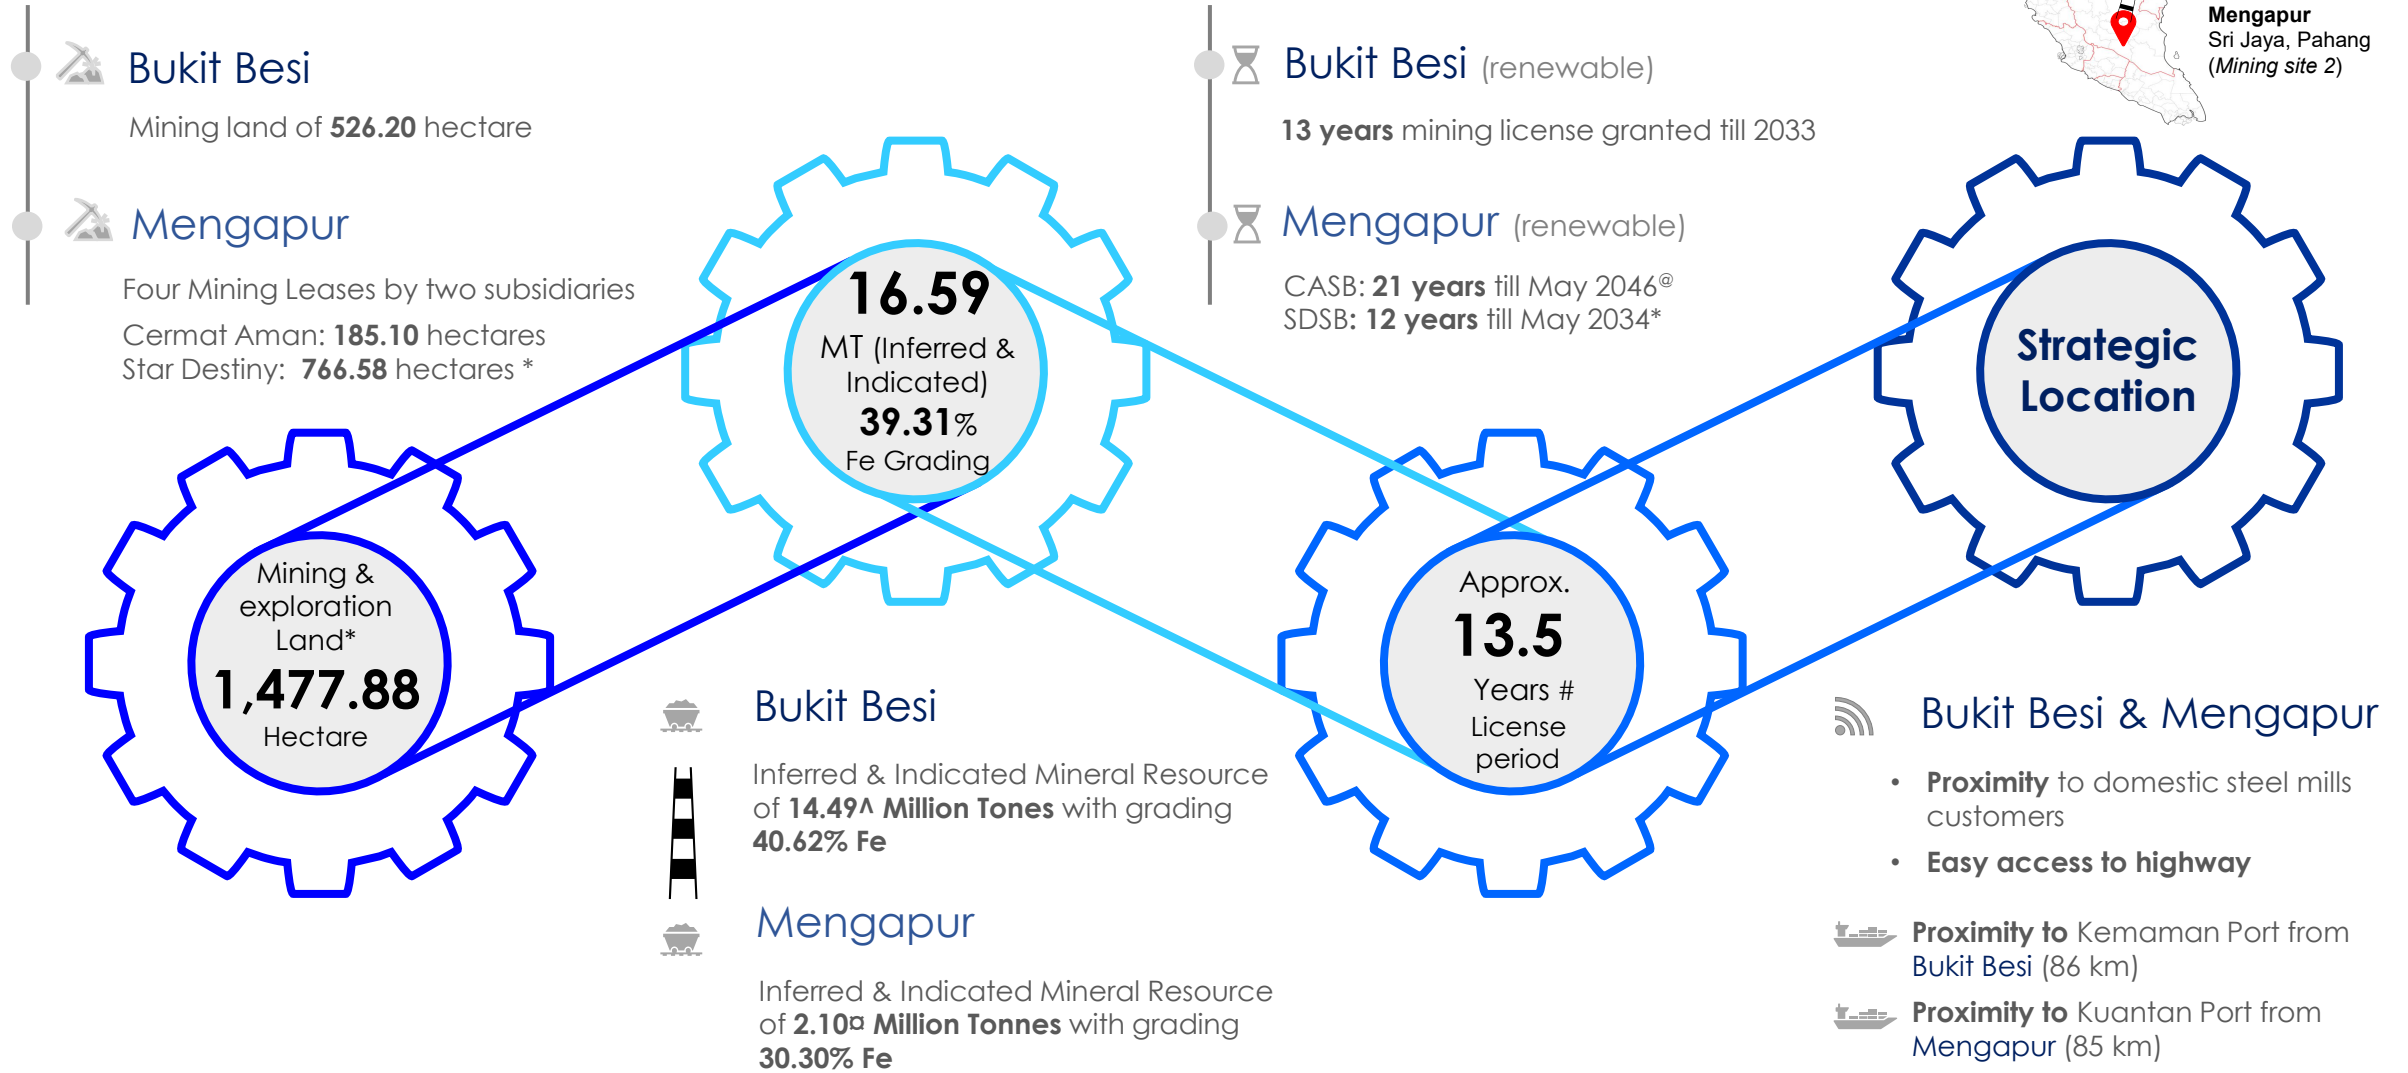 Bukit Besi
Mining land of 526.20 hectare
Mengapur
Four Mining Leases by two subsidiaries
Cermat Aman: 185.10 hectares
Star Destiny: 766.58 hectares *
Mining &
exploration
Land*
1,477.88
Hectare
16.59
MT (Inferred &
Indicated)
39.31%
Fe Grading
Bukit Besi
Inferred & Indicated Mineral Resource
of 14.49^ Million Tones with grading
40.62% Fe
Mengapur
Inferred & Indicated Mineral Resource
of 2.10¤ Million Tonnes with grading
30.30% Fe
Bukit Besi (renewable)
13 years mining license granted till 2033
Mengapur (renewable)
CASB: 21 years till May 2046@
SDSB: 12 years till May 2034*
Approx.
13.5
Years #
License
period
Mengapur
Sri Jaya, Pahang
(Mining site 2)
Strategic
Location
Bukit Besi & Mengapur
• Proximity to domestic steel mills
customers
• Easy access to highway
Proximity to Kemaman Port from
Bukit Besi (86 km)
Proximity to Kuantan Port from
Mengapur (85 km)